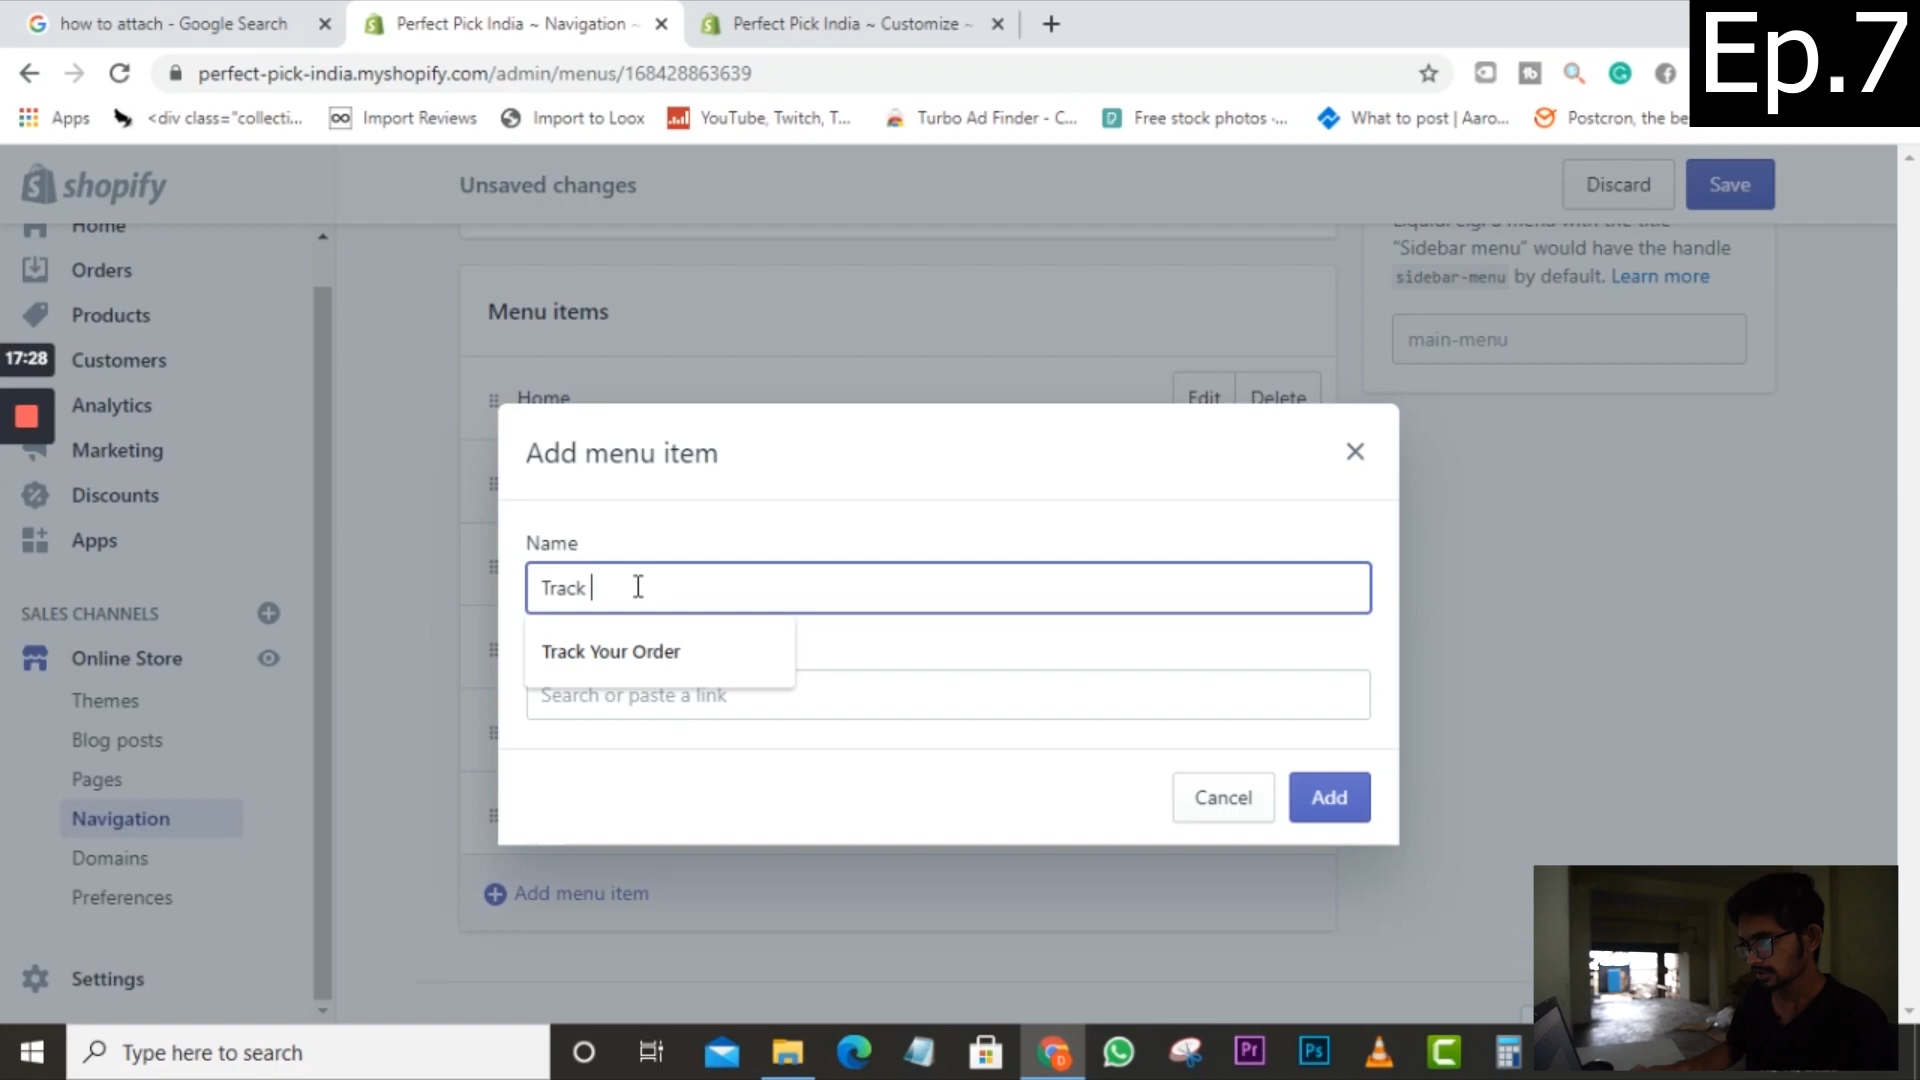 how to attach - Google Search
Perfect Pick India ~ Navigation ~
Perfect Pick India ~ Customize ~
Ep.7
perfect-pick-india.myshopify.com/admin/menus/168428863639
Apps
<div class="collecti...
Import Reviews
Import to Loox
YouTube, Twitch, T...
Turbo Ad Finder - C...
Free stock photos ·...
What to post | Aaro...
Postcron, the be
shopify
Unsaved changes
Discard
Save
Home
Orders
Products
17:28
Customers
Analytics
Marketing
Discounts
Apps
SALES CHANNELS
Online Store
Themes
Blog posts
Pages
Navigation
Domains
Preferences
Settings
"Sidebar menu" would have the handle
sidebar-menu by default. Learn more
main-menu
Menu items
Home
Edit
Delete
Add menu item
Name
Track
Track Your Order
Search or paste a link
Cancel
Add
Add menu item
Type here to search
Pr
Ps